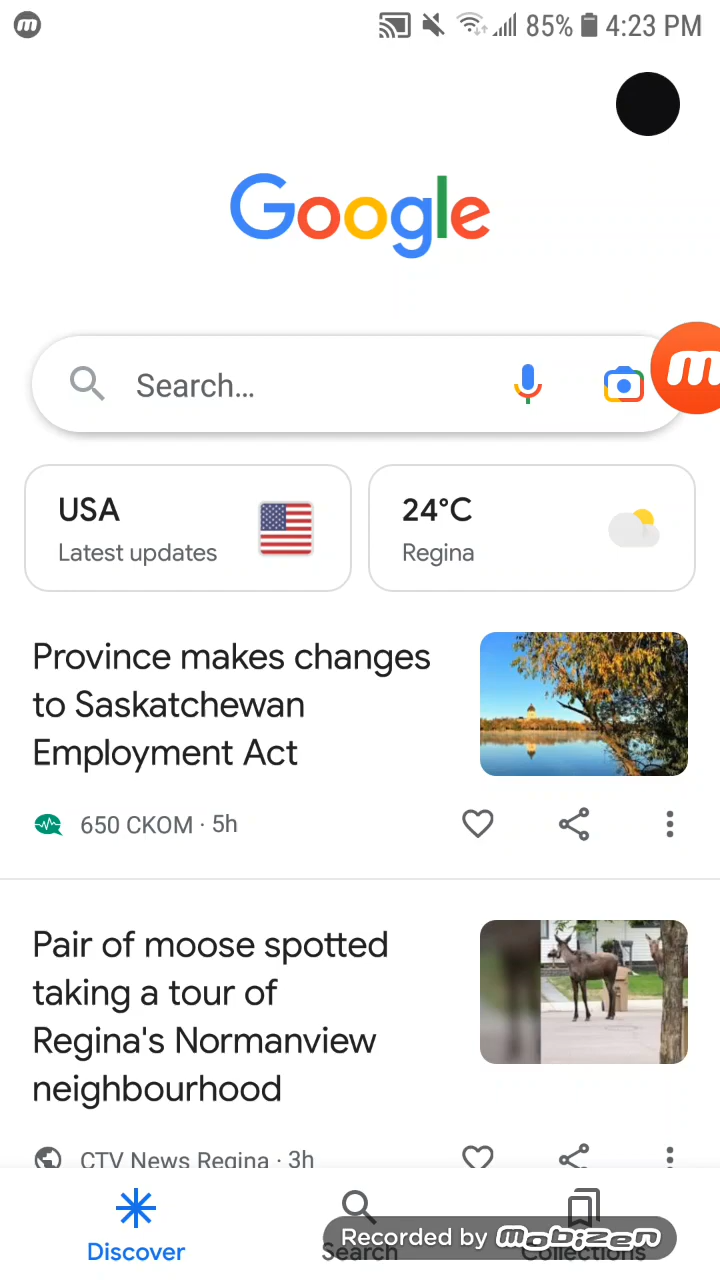 85% 4:23 PM
Google
Search...
USA
Latest updates
24°C
Regina
Province makes changes
to Saskatchewan
Employment Act
650 CKOM · 5h
Pair of moose spotted
taking a tour of
Regina's Normanview
neighbourhood
CTV News Regina · 3h
Discover
Search
Collections
Recorded by mobizen